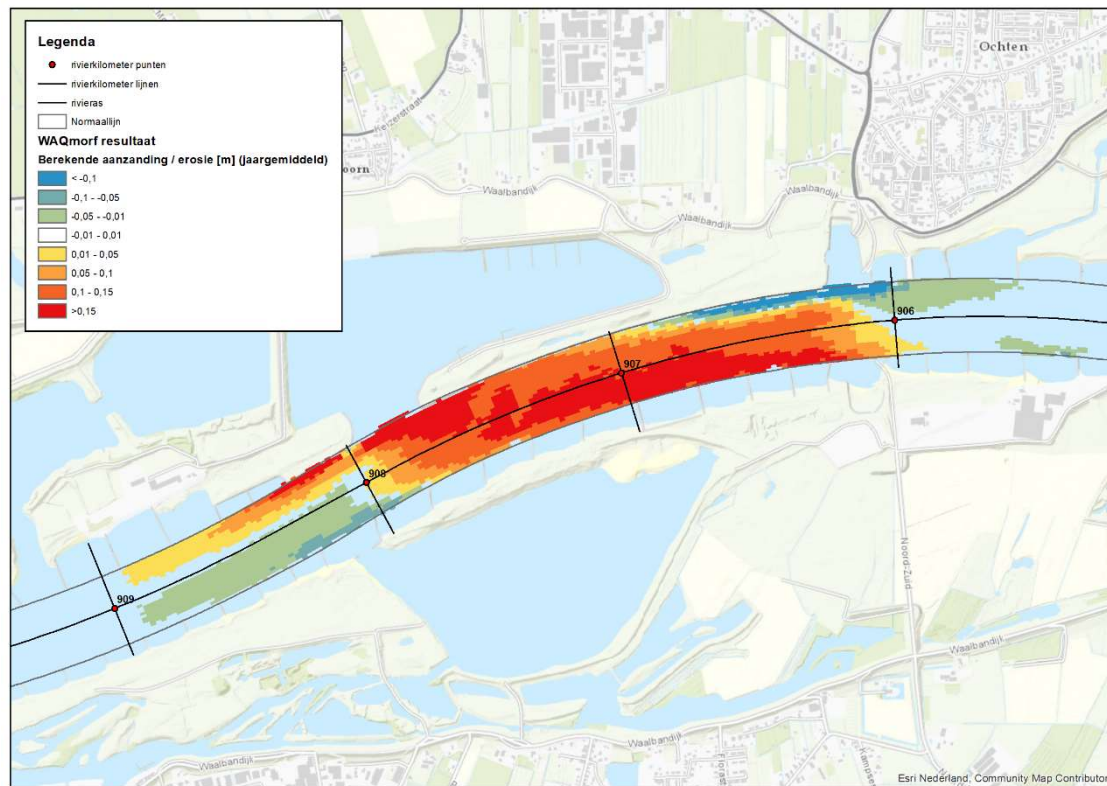 Legenda
rivierkilometer punten
rivierkilometer lijnen
rivieras
Normaallijn
WAQmorf resultaat
Berekende aanzanding / erosie [m] (jaargemiddeld)
< -0,1
-0,1 - -0,05
-0,05 - -0,01
-0,01 - 0,01
0,01 - 0,05
0,05 - 0,1
0,1 - 0,15
>0,15
Ochten
Keizerstraat
oorn
Waalbandijk
Waalbandijk
906
907
908
909
Noord-Zuid
Waalbandijk
Waalbandijk
Esri Nederland, Community Map Contributor